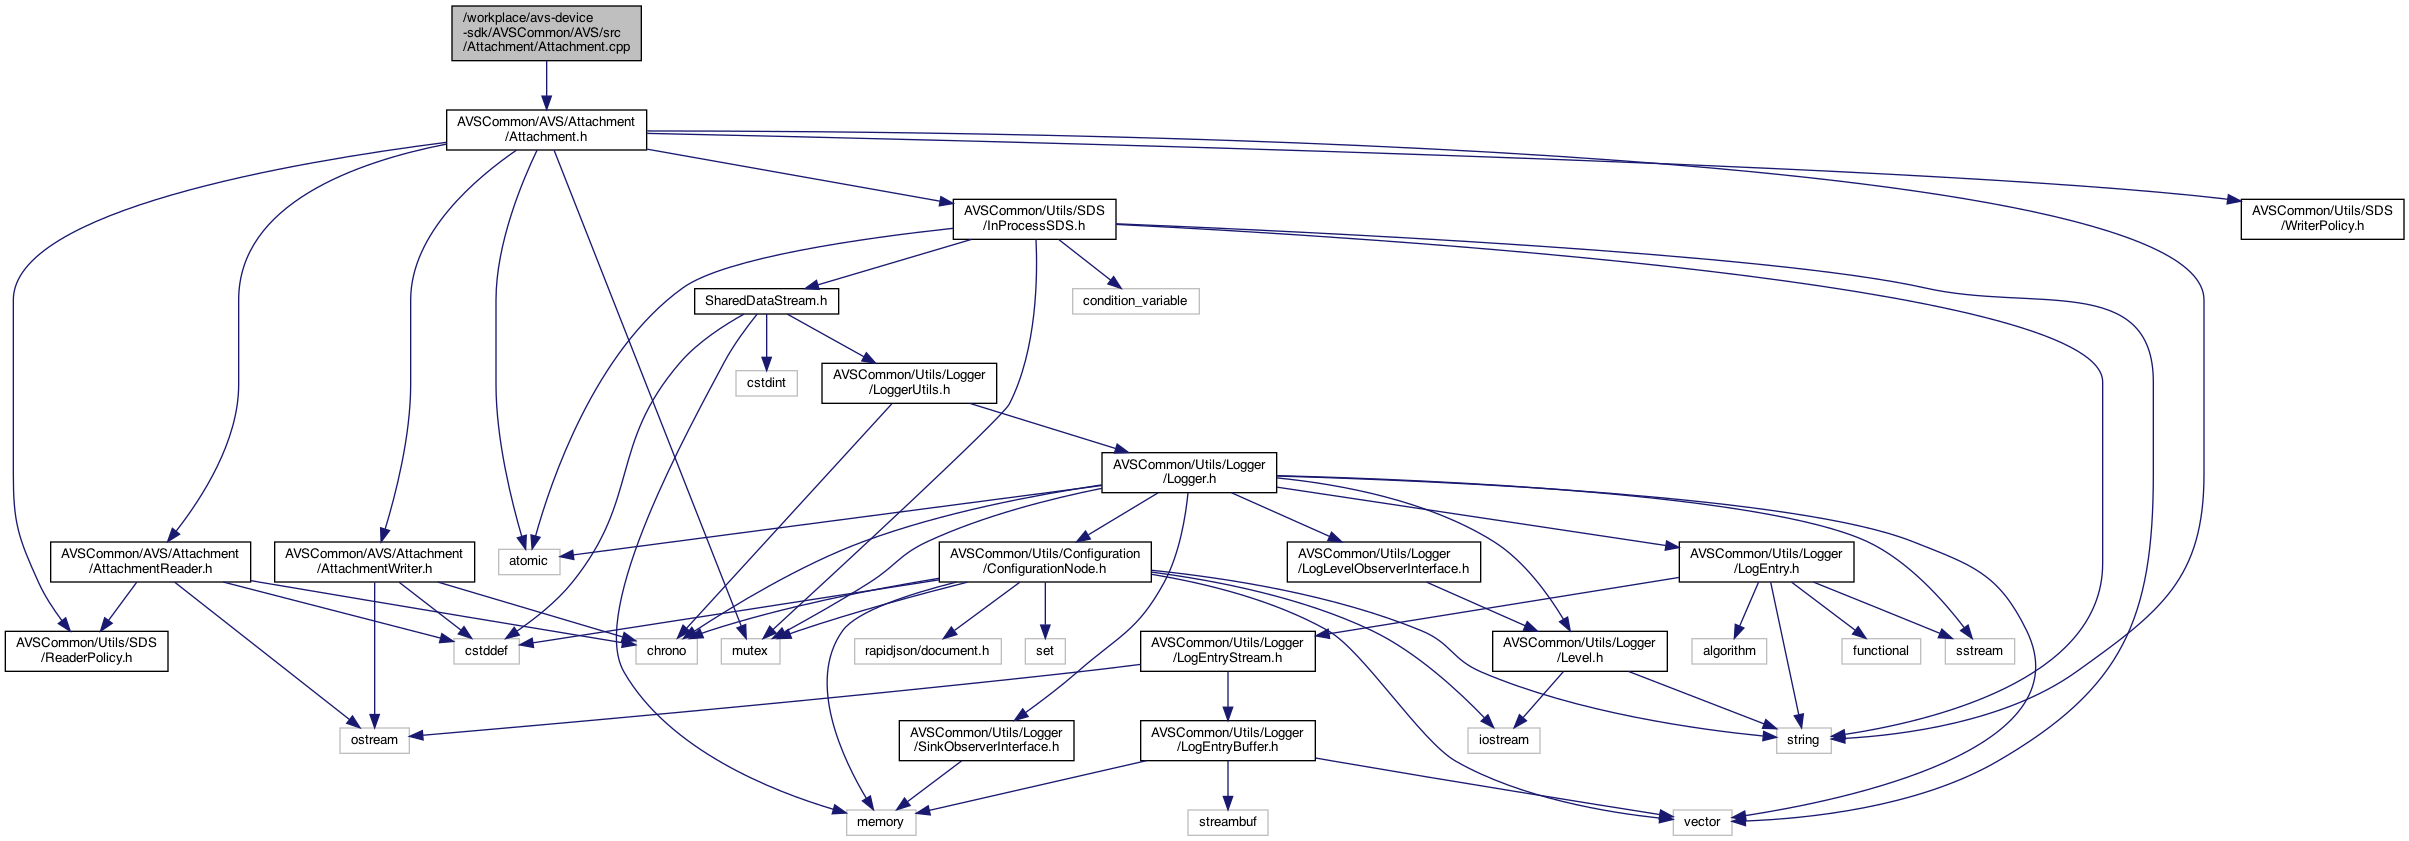 /workplace/avs-device
-sdk/AVSCommon/AVS/src
/Attachment/Attachment.cpp
AVSCommon/AVS/Attachment
/Attachment.h
AVSCommon/Utils/SDS
/InProcessSDS.h
AVSCommon/Utils/SDS
/WriterPolicy.h
SharedDataStream.h
condition_variable
cstdint
AVSCommon/Utils/Logger
/LoggerUtils.h
AVSCommon/Utils/Logger
/Logger.h
AVSCommon/AVS/Attachment
/AttachmentReader.h
AVSCommon/AVS/Attachment
/AttachmentWriter.h
atomic
AVSCommon/Utils/Configuration
/ConfigurationNode.h
AVSCommon/Utils/Logger
/LogLevelObserverInterface.h
AVSCommon/Utils/Logger
/LogEntry.h
AVSCommon/Utils/SDS
/ReaderPolicy.h
cstddef
chrono
mutex
rapidjson/document.h
set
AVSCommon/Utils/Logger
/LogEntryStream.h
AVSCommon/Utils/Logger
/Level.h
algorithm
functional
sstream
ostream
AVSCommon/Utils/Logger
/SinkObserverInterface.h
AVSCommon/Utils/Logger
/LogEntryBuffer.h
iostream
string
memory
streambuf
vector